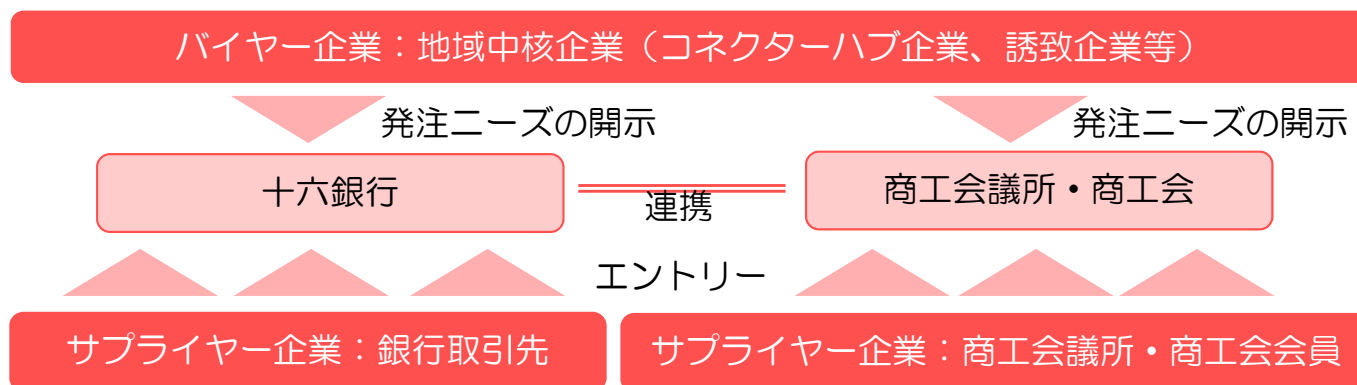 バイヤー企業：地域中核企業（コネクターハブ企業、誘致企業等）
発注ニーズの開示
発注ニーズの開示
十六銀行
連携
商工会議所・商工会
エントリー
サプライヤー企業：銀行取引先
サプライヤー企業：商工会議所・商工会会員